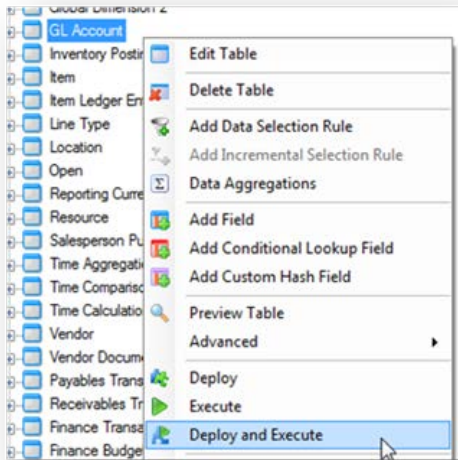 Global Dimension 2
GL Account
Inventory Postin
Item
Item Ledger En
Line Type
Location
Open
Reporting Curre
Resource
Salesperson Pu
Time Aggregati
Time Comparis
Time Calculatio
Vendor
Vendor Docum
Payables Trans
Receivables Tr
Finance Transa
Finance Budge
Edit Table
Delete Table
Add Data Selection Rule
Add Incremental Selection Rule
Data Aggregations
Add Field
Add Conditional Lookup Field
Add Custom Hash Field
Preview Table
Advanced
Deploy
Execute
Deploy and Execute